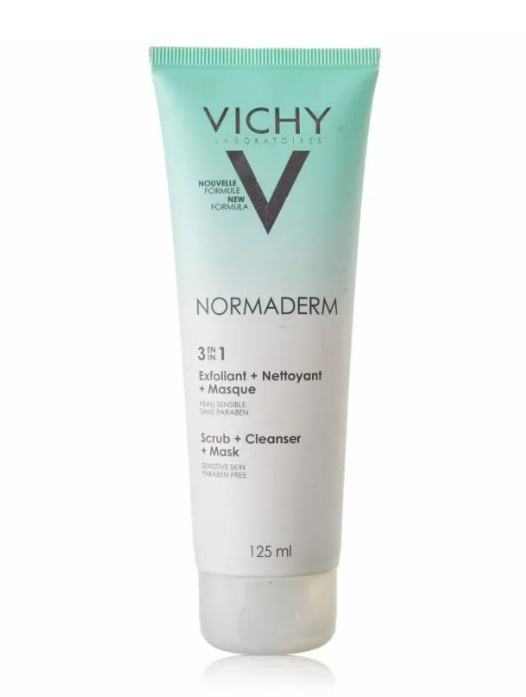 VICHY
LABORATOIRES
V
NOUVELLE
FORMULE
NEW
FORMULA
NORMADERM
3 EN IN 1
Exfoliant + Nettoyant
+ Masque
PEAU SENSIBLE
SANS PARABEN
Scrub + Cleanser
+ Mask
SENSITIVE SKIN
PARABEN FREE
125 ml